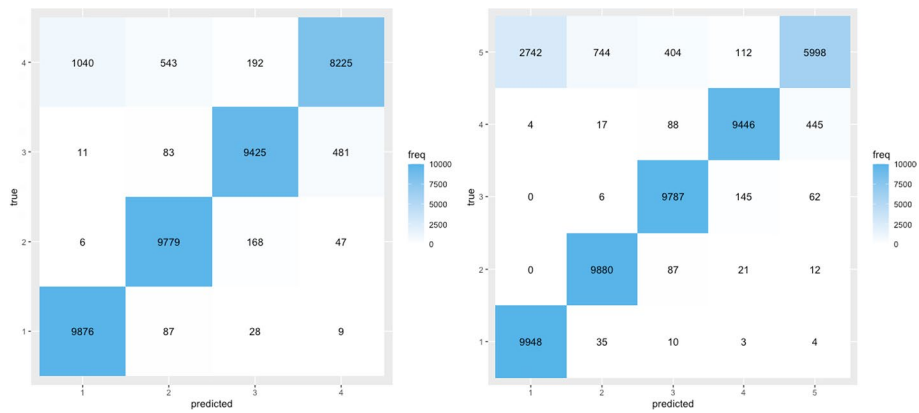 4 1040 543 192 8225
3 11 83 9425 481
2 6 9779 168 47
1 9876 87 28 9
1 2 3 4
predicted
true
freq
10000
7500
5000
2500
0
5 2742 744 404 112 5998
4 4 17 88 9446 445
3 0 6 9787 145 62
2 0 9880 87 21 12
1 9948 35 10 3 4
1 2 3 4 5
predicted
true
freq
10000
7500
5000
2500
0